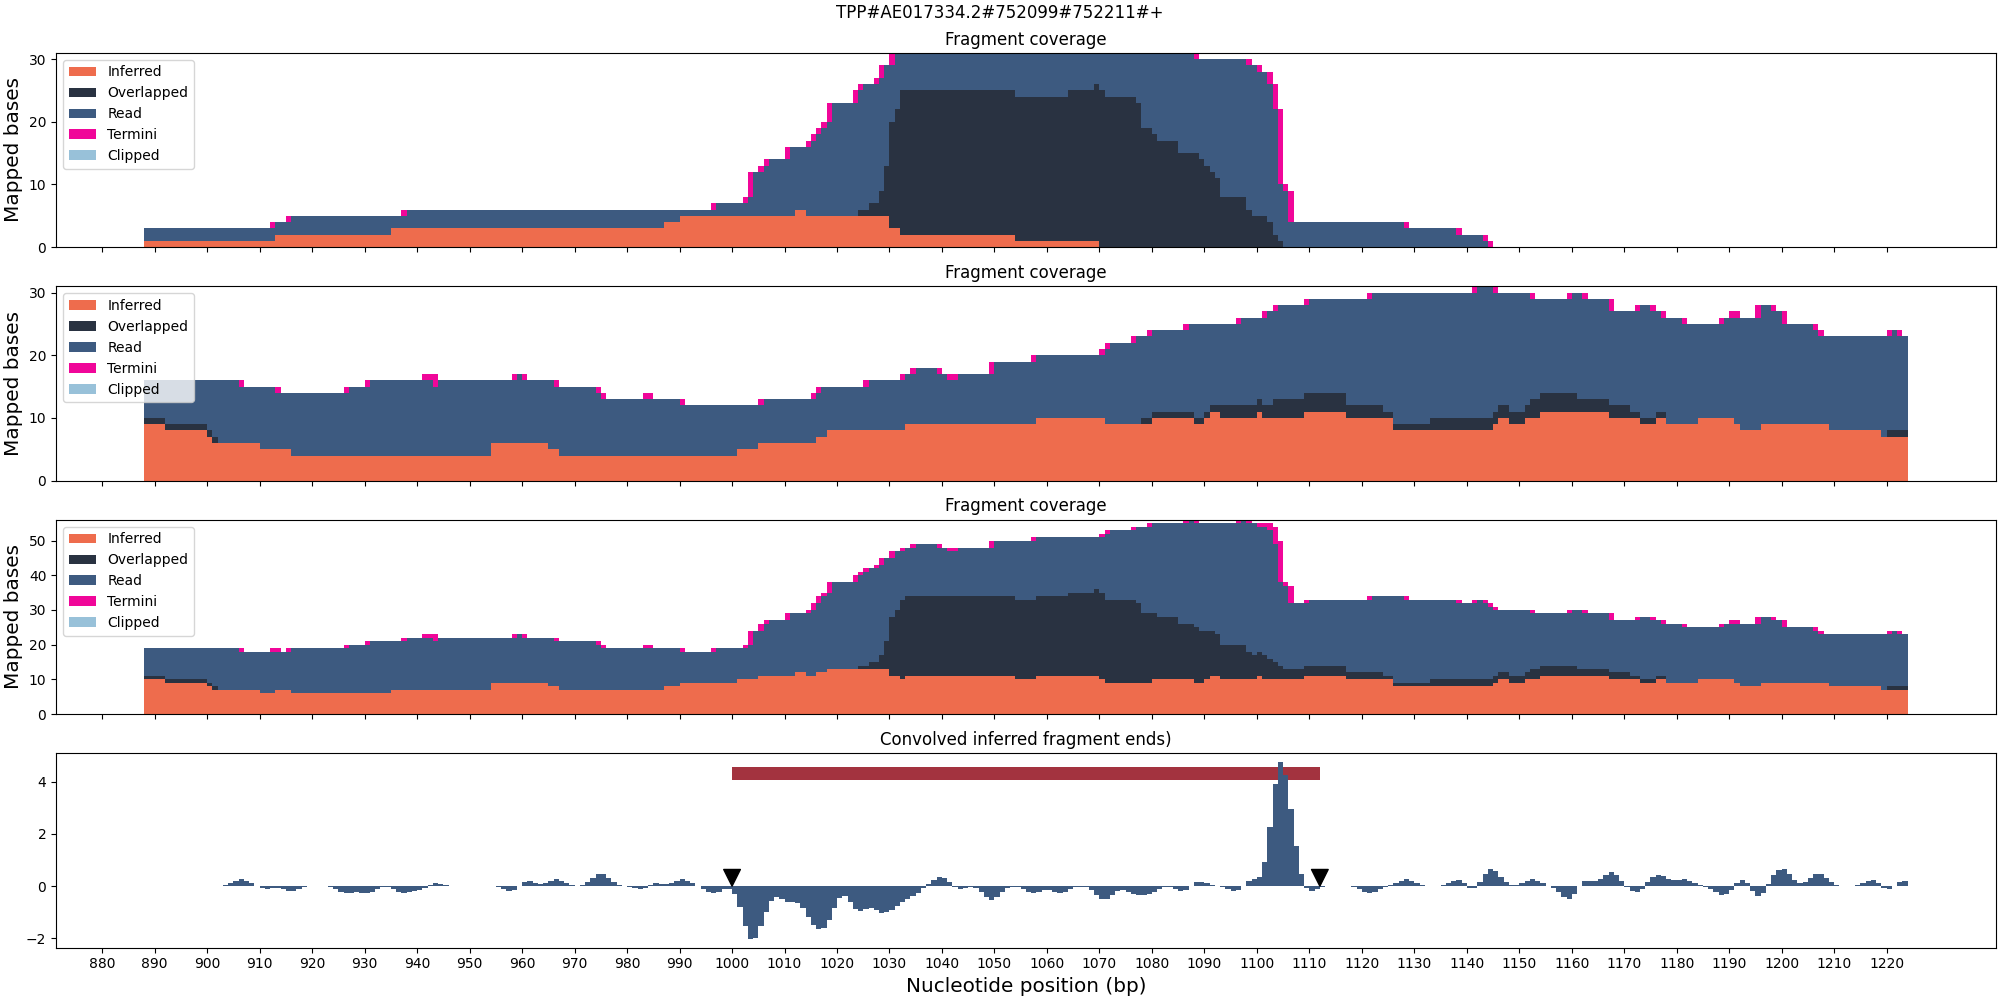 TPP#AE017334.2#752099#752211#+
Fragment coverage
Mapped bases
30
20
10
0
Inferred
Overlapped
Read
Termini
Clipped
Fragment coverage
Mapped bases
30
20
10
0
Inferred
Overlapped
Read
Termini
Clipped
Fragment coverage
Mapped bases
50
40
30
20
10
0
Inferred
Overlapped
Read
Termini
Clipped
Convolved inferred fragment ends)
4
2
0
−2
880 890 900 910 920 930 940 950 960 970 980 990 1000 1010 1020 1030 1040 1050 1060 1070 1080 1090 1100 1110 1120 1130 1140 1150 1160 1170 1180 1190 1200 1210 1220
Nucleotide position (bp)